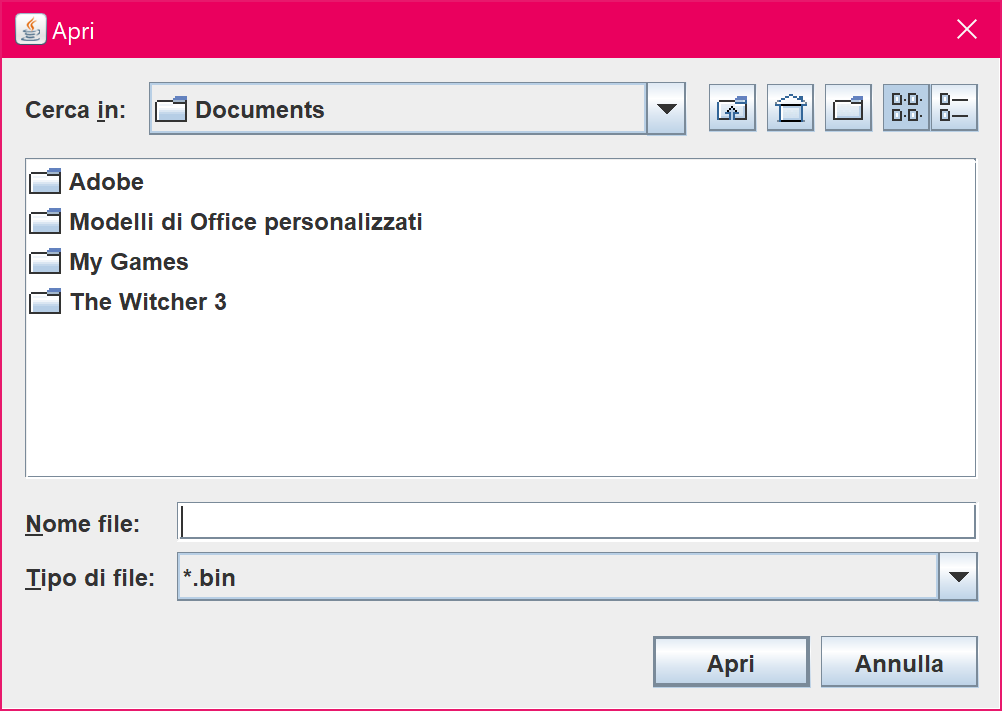 Apri
Cerca in: Documents
Adobe
Modelli di Office personalizzati
My Games
The Witcher 3
Nome file:
Tipo di file: *.bin
Apri Annulla